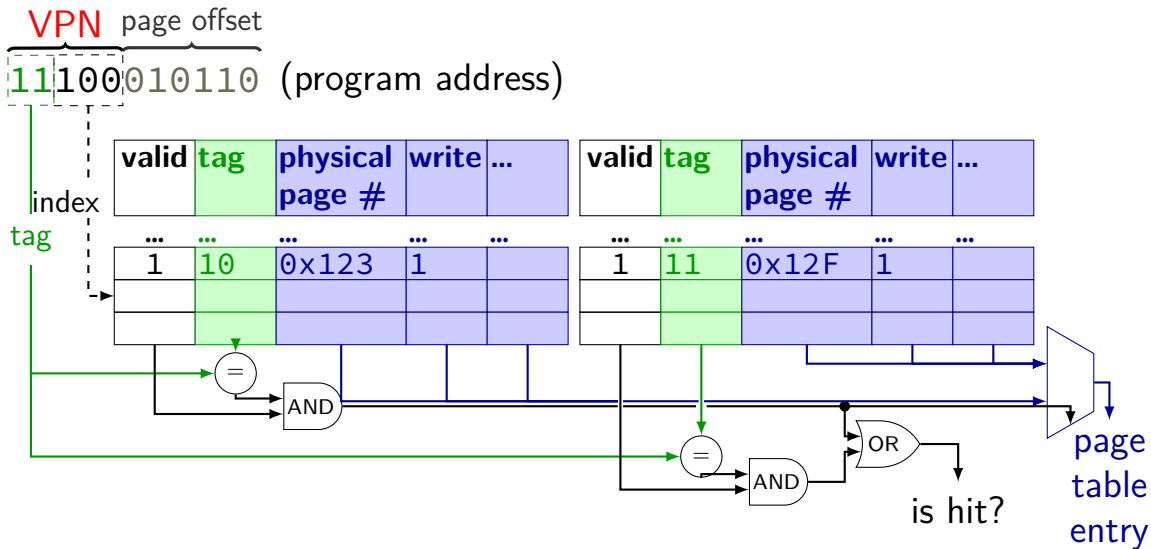 VPN page offset
11100010110 (program address)
valid tag physical page # write ... valid tag physical page # write ...
index
tag
... ... ... ... ... ... ... ... ... ...
1 10 0x123 1 1 11 0x12F 1
=
AND
=
AND
OR
is hit?
page
table
entry